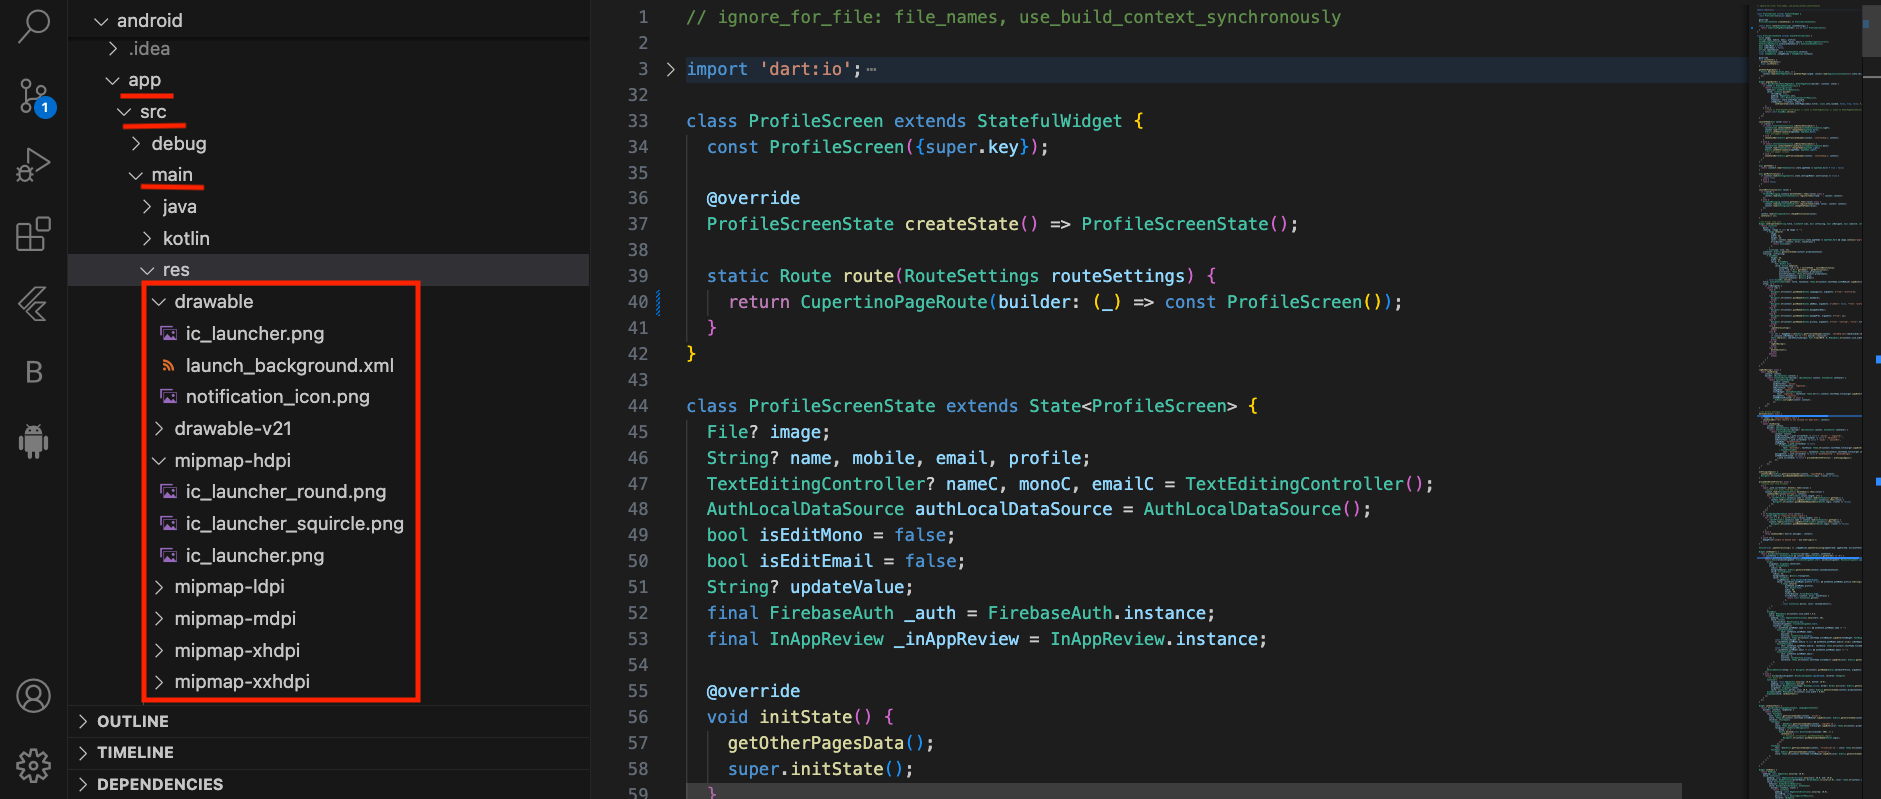 android
.idea
app
src
debug
main
java
kotlin
res
drawable
ic_launcher.png
launch_background.xml
notification_icon.png
drawable-v21
mipmap-hdpi
ic_launcher_round.png
ic_launcher_squircle.png
ic_launcher.png
mipmap-ldpi
mipmap-mdpi
mipmap-xhdpi
mipmap-xxhdpi
OUTLINE
TIMELINE
DEPENDENCIES
1
B
1 // ignore_for_file: file_names, use_build_context_synchronously
2
3 import 'dart:io';
32
33 class ProfileScreen extends StatefulWidget {
34 const ProfileScreen({super.key});
35
36 @override
37 ProfileScreenState createState() => ProfileScreenState();
38
39 static Route route(RouteSettings routeSettings) {
40 return CupertinoPageRoute(builder: (_) => const ProfileScreen());
41 }
42 }
43
44 class ProfileScreenState extends State<ProfileScreen> {
45 File? image;
46 String? name, mobile, email, profile;
47 TextEditingController? nameC, monoC, emailC = TextEditingController();
48 AuthLocalDataSource authLocalDataSource = AuthLocalDataSource();
49 bool isEditMono = false;
50 bool isEditEmail = false;
51 String? updateValue;
52 final FirebaseAuth _auth = FirebaseAuth.instance;
53 final InAppReview _inAppReview = InAppReview.instance;
54
55 @override
56 void initState() {
57 getOtherPagesData();
58 super.initState();
59 }